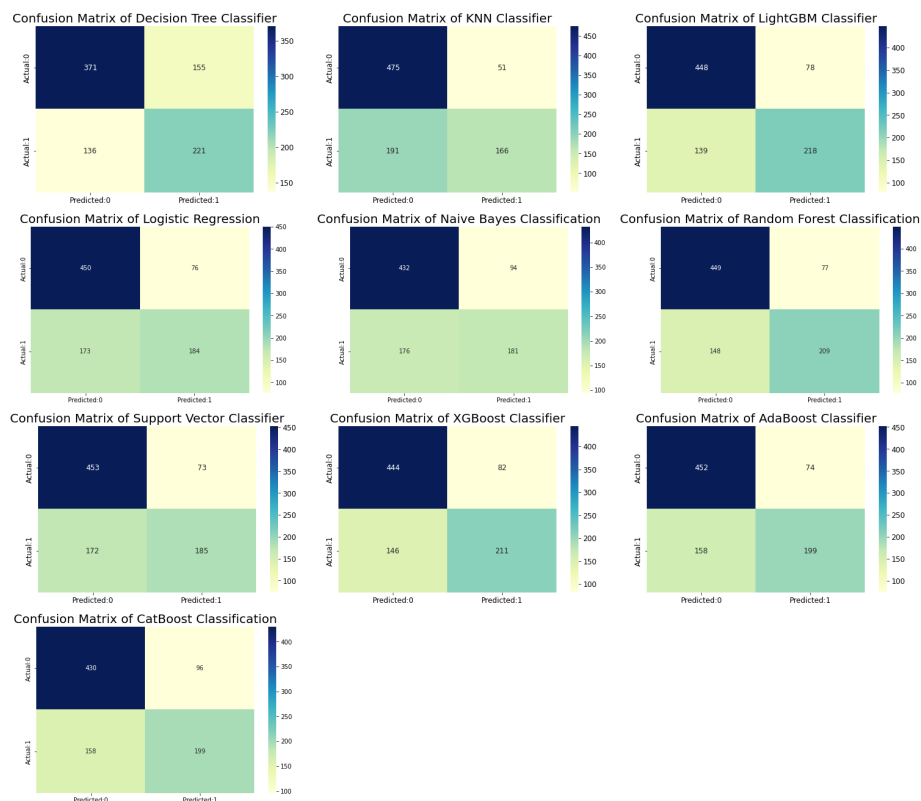 Confusion Matrix of Decision Tree Classifier
Actual:0
371
155
Actual:1
136
221
Predicted:0
Predicted:1
350
300
250
200
150
Confusion Matrix of KNN Classifier
Actual:0
475
51
Actual:1
191
166
Predicted:0
Predicted:1
450
400
350
300
250
200
150
100
Confusion Matrix of LightGBM Classifier
Actual:0
448
78
Actual:1
139
218
Predicted:0
Predicted:1
400
350
300
250
200
150
100
Confusion Matrix of Logistic Regression
Actual:0
450
76
Actual:1
173
184
Predicted:0
Predicted:1
450
400
350
300
250
200
150
100
Confusion Matrix of Naive Bayes Classification
Actual:0
432
94
Actual:1
176
181
Predicted:0
Predicted:1
400
350
300
250
200
150
100
Confusion Matrix of Random Forest Classification
Actual:0
449
77
Actual:1
148
209
Predicted:0
Predicted:1
400
350
300
250
200
150
100
Confusion Matrix of Support Vector Classifier
Actual:0
453
73
Actual:1
172
185
Predicted:0
Predicted:1
450
400
350
300
250
200
150
100
Confusion Matrix of XGBoost Classifier
Actual:0
444
82
Actual:1
146
211
Predicted:0
Predicted:1
400
350
300
250
200
150
100
Confusion Matrix of AdaBoost Classifier
Actual:0
452
74
Actual:1
158
199
Predicted:0
Predicted:1
450
400
350
300
250
200
150
100
Confusion Matrix of CatBoost Classification
Actual:0
430
96
Actual:1
158
199
Predicted:0
Predicted:1
400
350
300
250
200
150
100